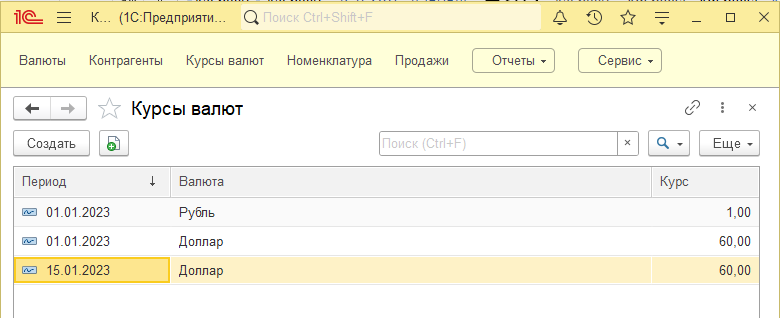 1С К... (1С:Предприяти... Поиск Ctrl+Shift+F
Валюты Контрагенты Курсы валют Номенклатура Продажи Отчеты Сервис
Курсы валют
Создать Поиск (Ctrl+F) × Еще
Период ↓ Валюта Курс
01.01.2023 Рубль 1,00
01.01.2023 Доллар 60,00
15.01.2023 Доллар 60,00